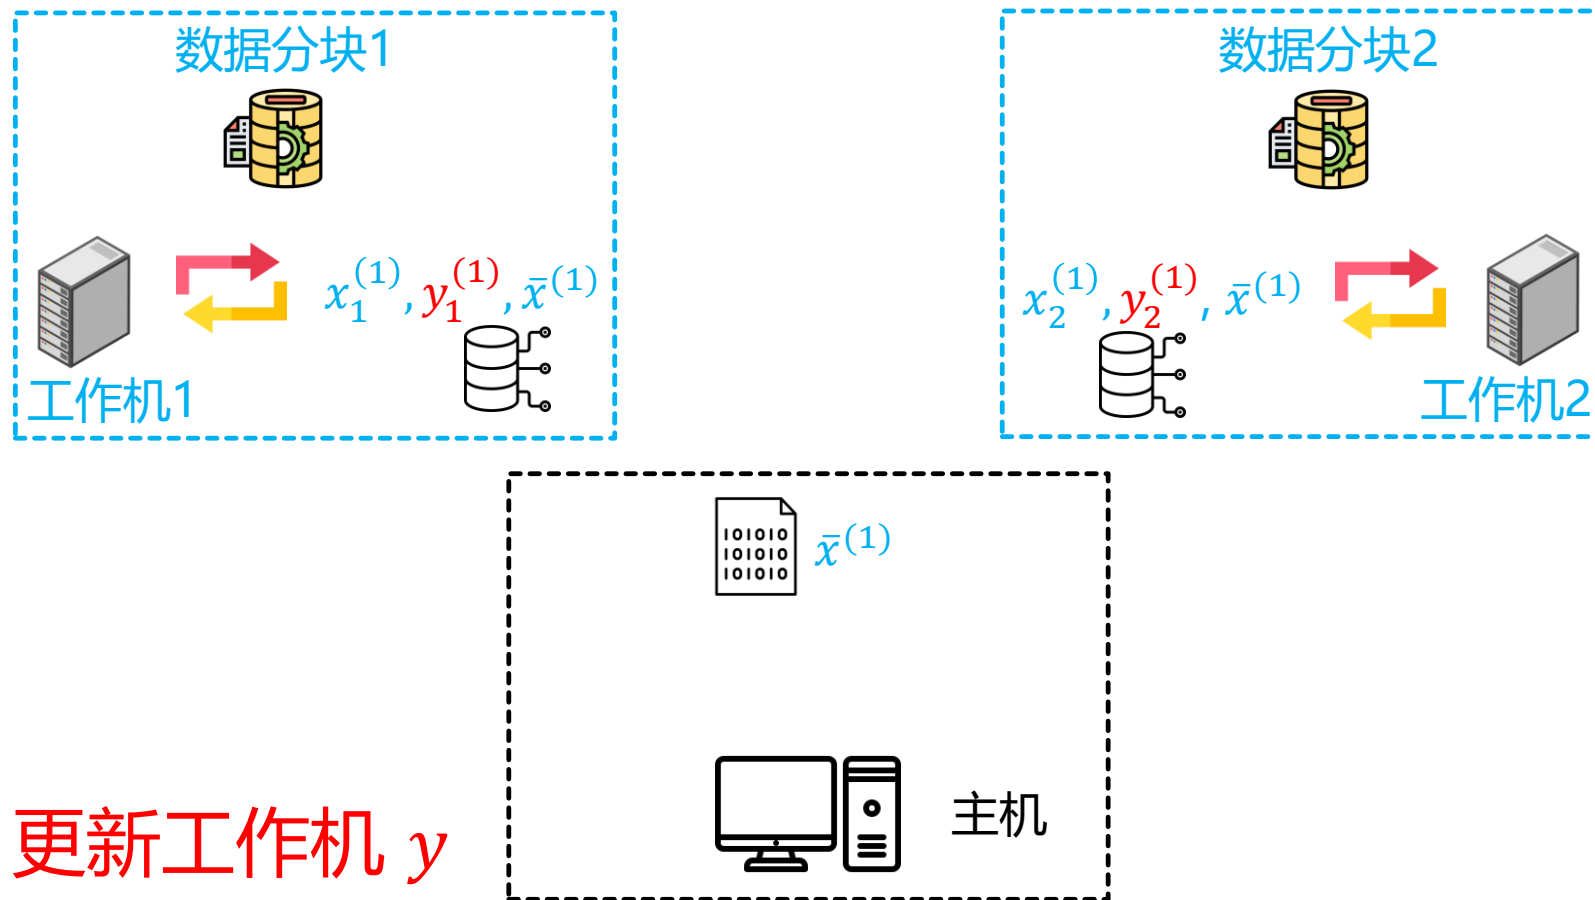 数据分块1
数据分块2
x_1^{(1)}, y_1^{(1)}, x̄^{(1)}
x_2^{(1)}, y_2^{(1)}, x̄^{(1)}
工作机1
工作机2
101010
101010
101010
x̄^{(1)}
主机
更新工作机 y